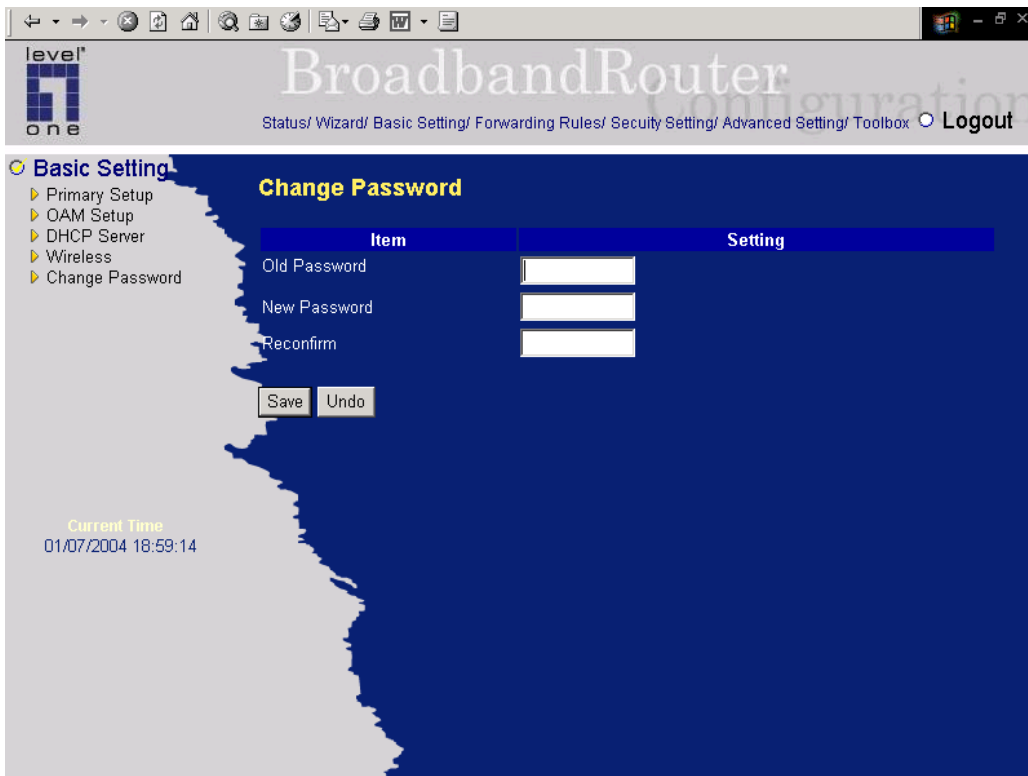 level
one
BroadbandRouter
Configuration
Status/ Wizard/ Basic Setting/ Forwarding Rules/ Secuity Setting/ Advanced Setting/ Toolbox
Logout
Basic Setting
Primary Setup
OAM Setup
DHCP Server
Wireless
Change Password
Current Time
01/07/2004 18:59:14
Change Password
Item Setting
Old Password
New Password
Reconfirm
Save Undo